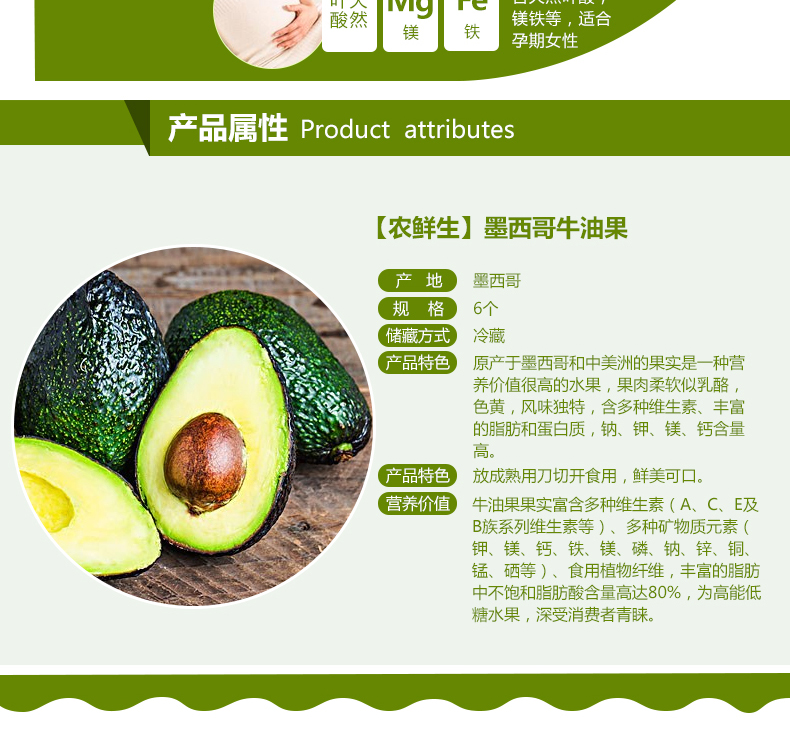 叶天
酸然
Mg
镁
Fe
铁
镁铁等，适合
孕期女性
产品属性 Product attributes
【农鲜生】墨西哥牛油果
产 地 墨西哥
规 格 6个
储藏方式 冷藏
产品特色 原产于墨西哥和中美洲的果实是一种营
养价值很高的水果，果肉柔软似乳酪，
色黄，风味独特，含多种维生素、丰富
的脂肪和蛋白质，钠、钾、镁、钙含量
高。
产品特色 放成熟用刀切开食用，鲜美可口。
营养价值 牛油果果实富含多种维生素（A、C、E及
B族系列维生素等）、多种矿物质元素（
钾、镁、钙、铁、镁、磷、钠、锌、铜、
锰、硒等）、食用植物纤维，丰富的脂肪
中不饱和脂肪酸含量高达80%，为高能低
糖水果，深受消费者青睐。